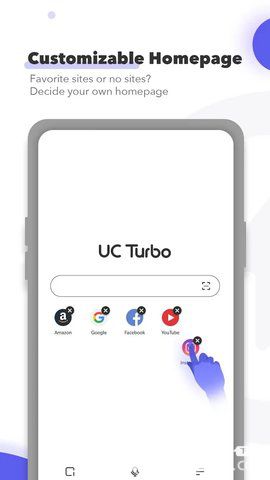 Customizable Homepage
Favorite sites or no sites?
Decide your own homepage
UC Turbo
Amazon
Google
Facebook
YouTube